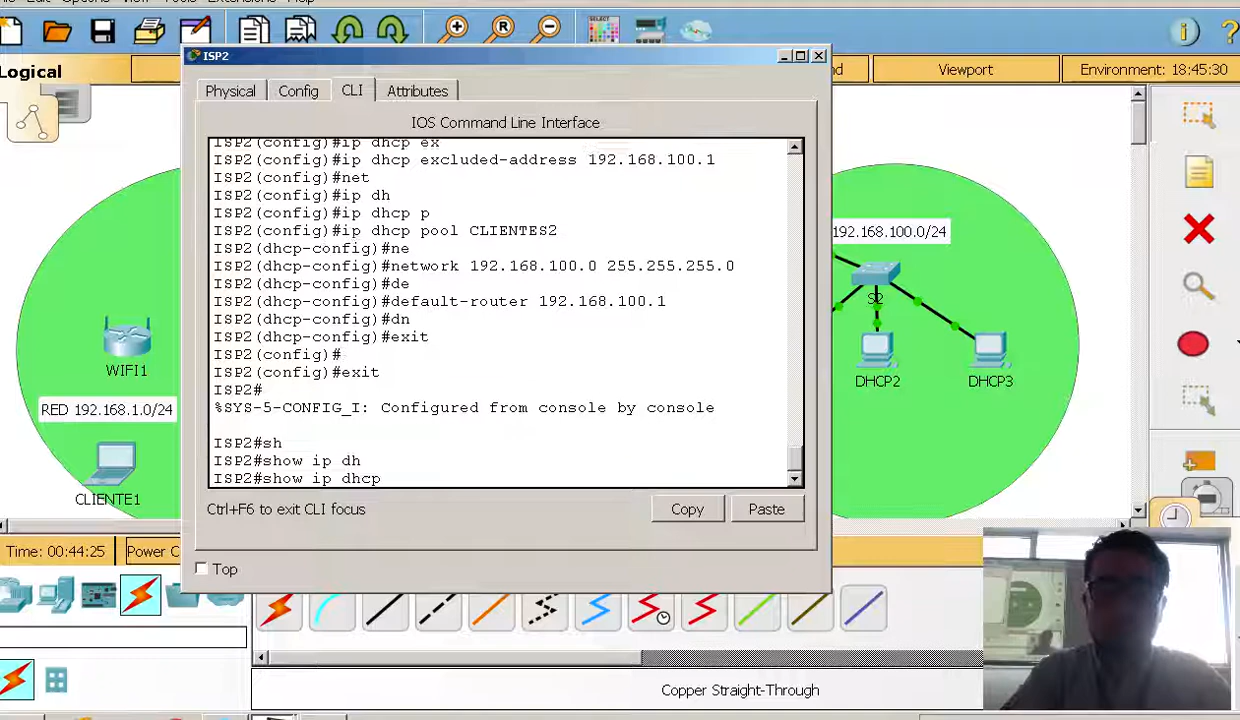 Extensions Help
Logical
ISP2
nd
Viewport
Environment: 18:45:30
Physical
Config
CLI
Attributes
IOS Command Line Interface
ISP2(config)#ip dhcp ex
ISP2(config)#ip dhcp excluded-address 192.168.100.1
ISP2(config)#net
ISP2(config)#ip dh
ISP2(config)#ip dhcp p
ISP2(config)#ip dhcp pool CLIENTES2
ISP2(dhcp-config)#ne
ISP2(dhcp-config)#network 192.168.100.0 255.255.255.0
ISP2(dhcp-config)#de
ISP2(dhcp-config)#default-router 192.168.100.1
ISP2(dhcp-config)#dn
ISP2(dhcp-config)#exit
ISP2(config)#
ISP2(config)#exit
ISP2#
%SYS-5-CONFIG_I: Configured from console by console
ISP2#sh
ISP2#show ip dh
ISP2#show ip dhcp
Ctrl+F6 to exit CLI focus
Copy
Paste
Top
WIFI1
RED 192.168.1.0/24
CLIENTE1
192.168.100.0/24
S2
DHCP2
DHCP3
Time: 00:44:25
Power C
Copper Straight-Through